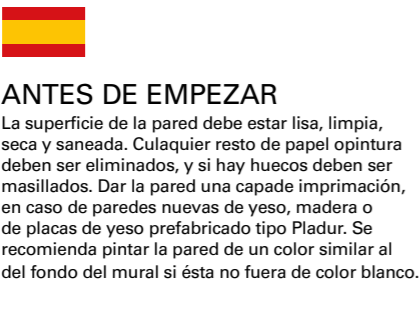 ANTES DE EMPEZAR
La superficie de la pared debe estar lisa, limpia,
seca y saneada. Culaquier resto de papel opintura
deben ser eliminados, y si hay huecos deben ser
masillados. Dar la pared una capade imprimación,
en caso de paredes nuevas de yeso, madera o
de placas de yeso prefabricado tipo Pladur. Se
recomienda pintar la pared de un color similar al
del fondo del mural si ésta no fuera de color blanco.